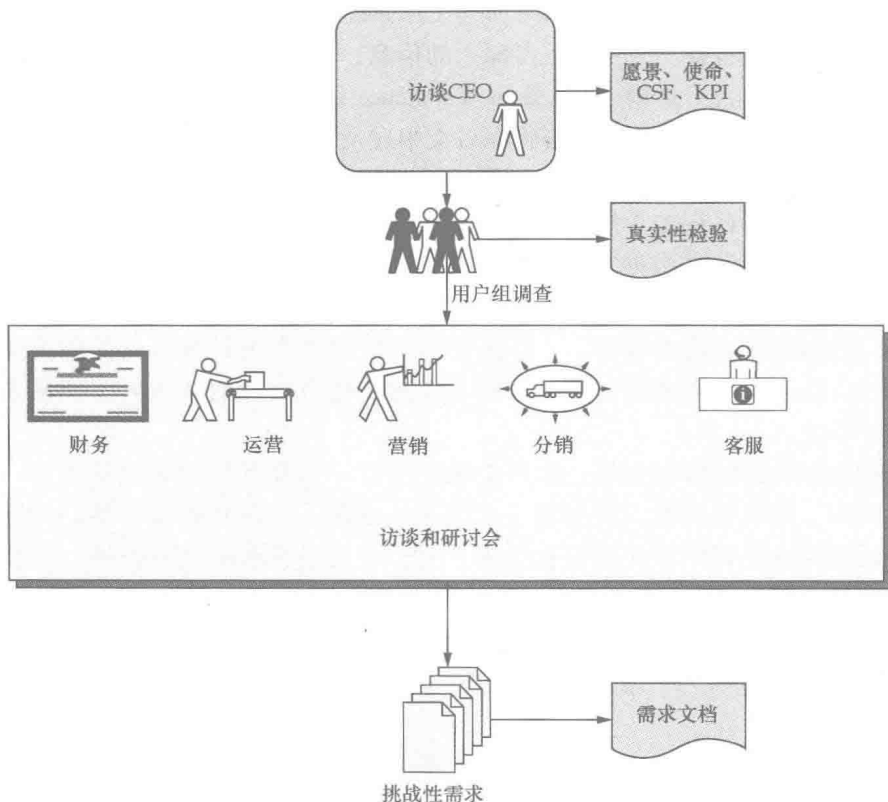 访谈CEO
愿景、使命、
CSF、KPI
真实性检验
用户组调查
财务
运营
营销
分销
客服
访谈和研讨会
需求文档
挑战性需求